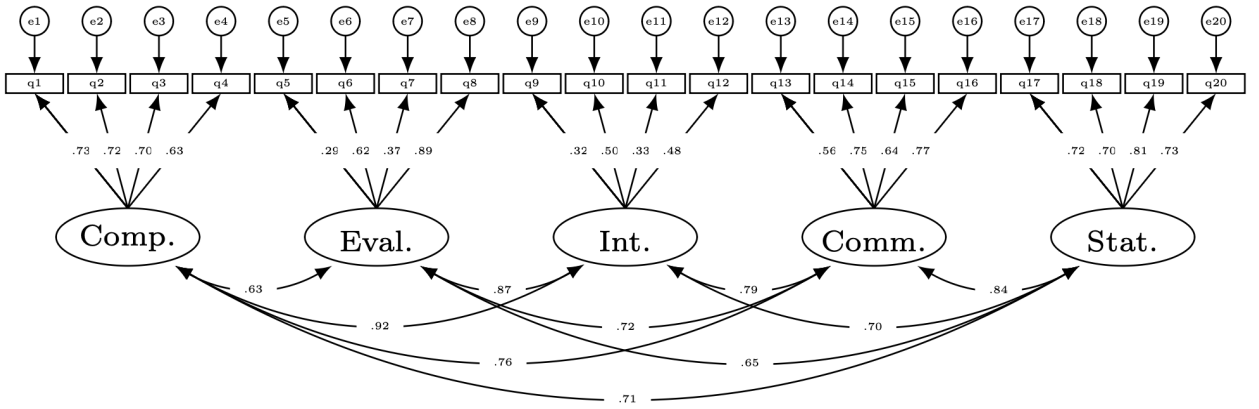 e1 e2 e3 e4 e5 e6 e7 e8 e9 e10 e11 e12 e13 e14 e15 e16 e17 e18 e19 e20
q1 q2 q3 q4 q5 q6 q7 q8 q9 q10 q11 q12 q13 q14 q15 q16 q17 q18 q19 q20
.73 .72 .70 .63 .29 .62 .37 .89 .32 .50 .33 .48 .56 .75 .64 .77 .72 .70 .81 .73
Comp. Eval. Int. Comm. Stat.
.63 .87 .79 .84
.92 .72 .70
.76 .65
.71